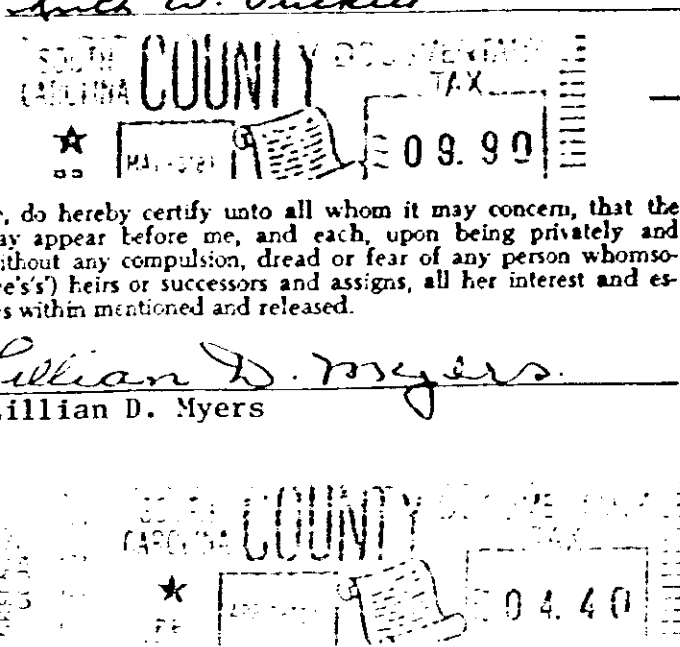 W.
SOUTH COUNTY DOCUMENTARY
CAROLINA TAX
09.90
, do hereby certify unto all whom it may concern, that the
ay appear before me, and each, upon being privately and
ithout any compulsion, dread or fear of any person whomso-
ee's's') heirs or successors and assigns, all her interest and es-
s within mentioned and released.
Lillian D. Myers.
Lillian D. Myers
COUNTY
CAROLINA TAX
04.40